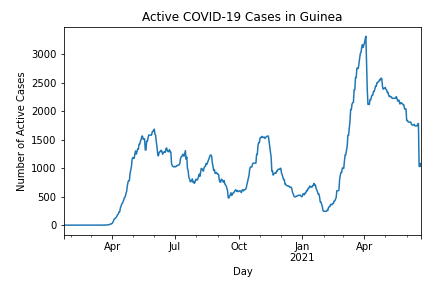 Active COVID-19 Cases in Guinea
Number of Active Cases
3000
2500
2000
1500
1000
500
0
Apr
Jul
Oct
Jan
2021
Apr
Day